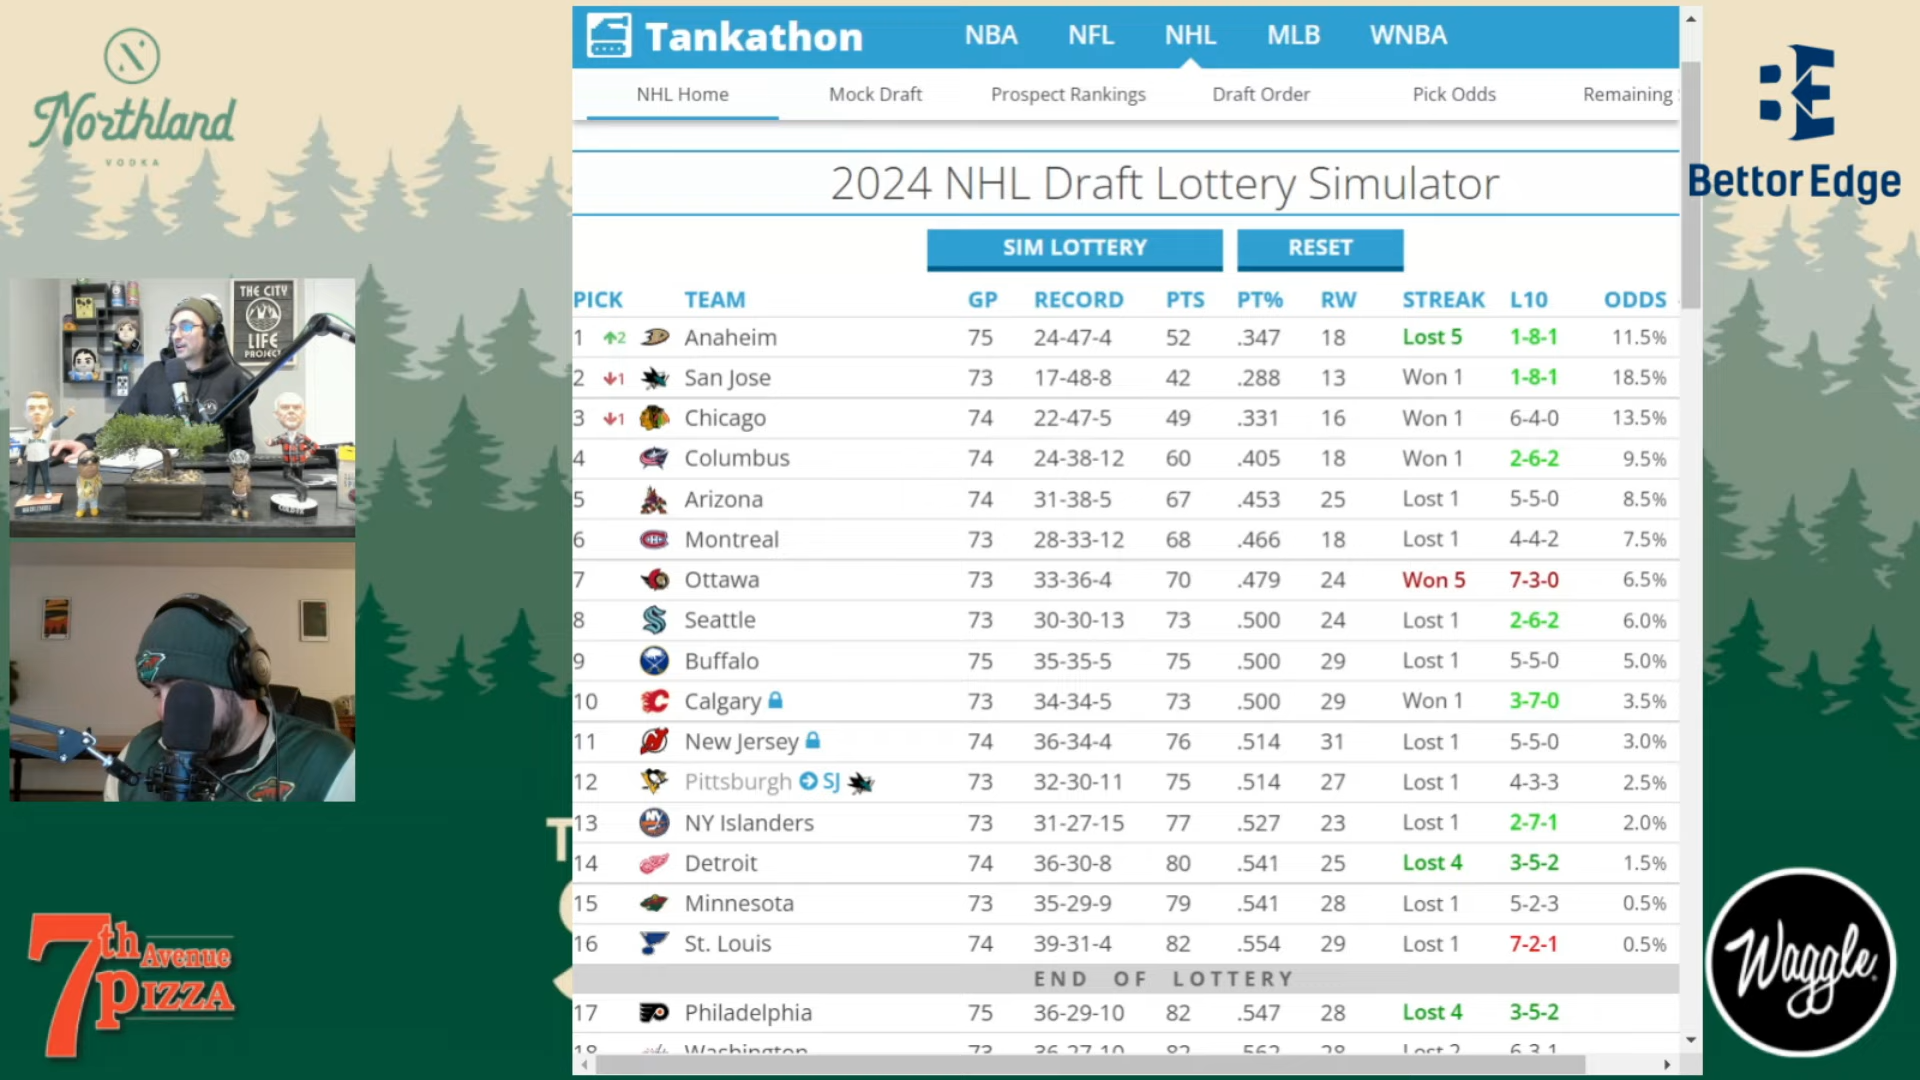 Northland
VODKA
THE CITY
LIFE
PROJECT
7th Avenue
PIZZA
Tankathon
NBA NFL NHL MLB WNBA
NHL Home Mock Draft Prospect Rankings Draft Order Pick Odds Remaining
2024 NHL Draft Lottery Simulator
SIM LOTTERY RESET
PICK TEAM GP RECORD PTS PT% RW STREAK L10 ODDS
1 2 Anaheim 75 24-47-4 52 .347 18 Lost 5 1-8-1 11.5%
2 1 San Jose 73 17-48-8 42 .288 13 Won 1 1-8-1 18.5%
3 1 Chicago 74 22-47-5 49 .331 16 Won 1 6-4-0 13.5%
4 Columbus 74 24-38-12 60 .405 18 Won 1 2-6-2 9.5%
5 Arizona 74 31-38-5 67 .453 25 Lost 1 5-5-0 8.5%
6 Montreal 73 28-33-12 68 .466 18 Lost 1 4-4-2 7.5%
7 Ottawa 73 33-36-4 70 .479 24 Won 5 7-3-0 6.5%
8 Seattle 73 30-30-13 73 .500 24 Lost 1 2-6-2 6.0%
9 Buffalo 75 35-35-5 75 .500 29 Lost 1 5-5-0 5.0%
10 Calgary 73 34-34-5 73 .500 29 Won 1 3-7-0 3.5%
11 New Jersey 74 36-34-4 76 .514 31 Lost 1 5-5-0 3.0%
12 Pittsburgh SJ 73 32-30-11 75 .514 27 Lost 1 4-3-3 2.5%
13 NY Islanders 73 31-27-15 77 .527 23 Lost 1 2-7-1 2.0%
14 Detroit 74 36-30-8 80 .541 25 Lost 4 3-5-2 1.5%
15 Minnesota 73 35-29-9 79 .541 28 Lost 1 5-2-3 0.5%
16 St. Louis 74 39-31-4 82 .554 29 Lost 1 7-2-1 0.5%
END OF LOTTERY
17 Philadelphia 75 36-29-10 82 .547 28 Lost 4 3-5-2
18 Washington 73 36-27-10 82 .562 28 Lost 2 6-3-1
BE
BettorEdge
Waggle